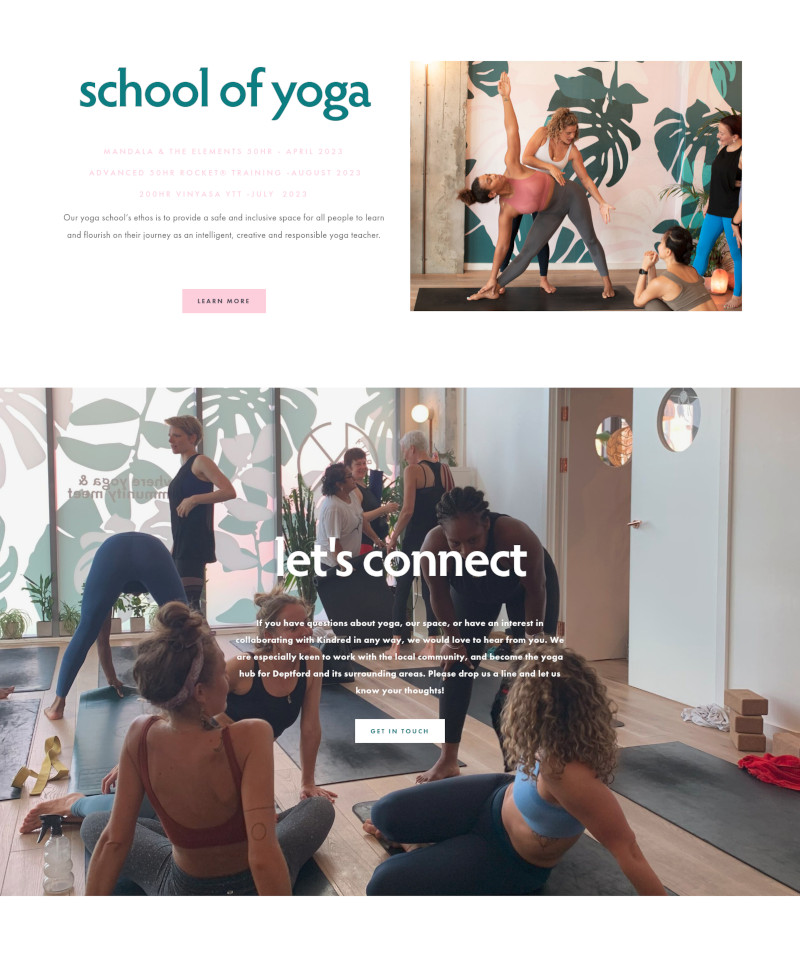 school of yoga
MANDALA & THE ELEMENTS 50HR - APRIL 2023
ADVANCED 50HR ROCKET® TRAINING -AUGUST 2023
200HR VINYASA YTT -JULY 2023
Our yoga school's ethos is to provide a safe and inclusive space for all people to learn
and flourish on their journey as an intelligent, creative and responsible yoga teacher.
LEARN MORE
where yoga &
community meet
let's connect
If you have questions about yoga, our space, or have an interest in
collaborating with Kindred in any way, we would love to hear from you. We
are especially keen to work with the local community, and become the yoga
hub for Deptford and its surrounding areas. Please drop us a line and let us
know your thoughts!
GET IN TOUCH